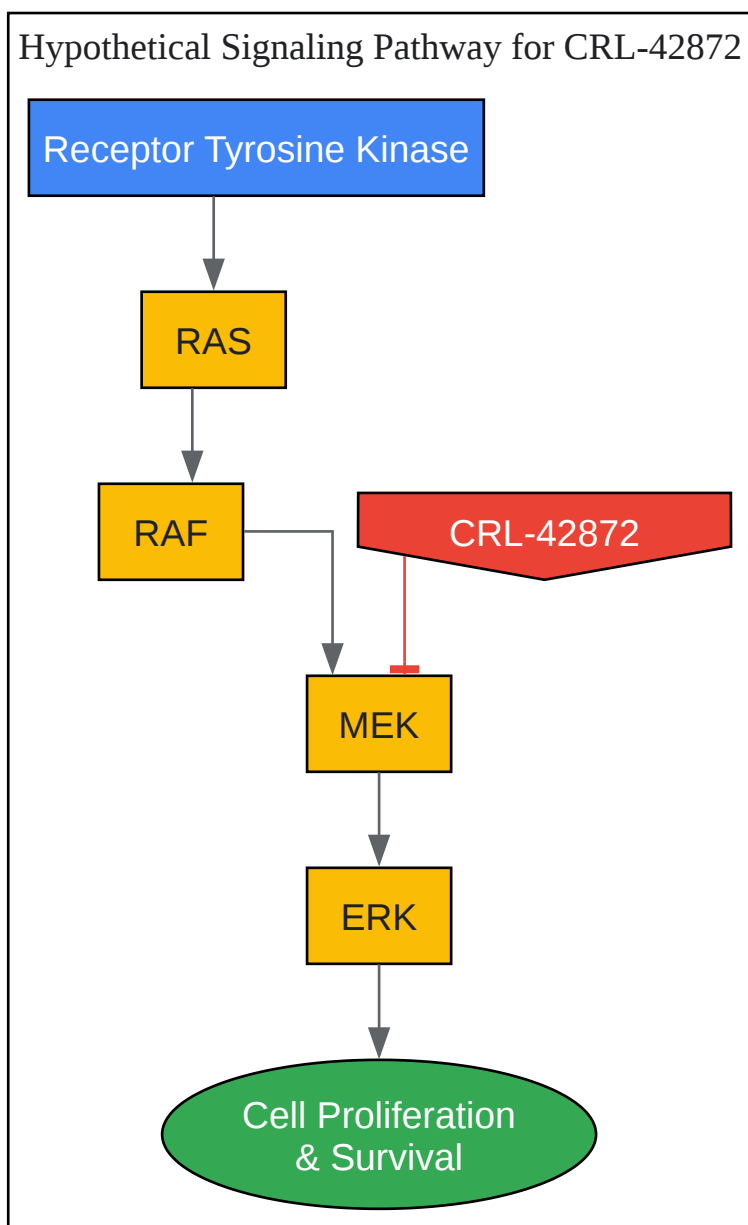 Hypothetical Signaling Pathway for CRL-42872
Receptor Tyrosine Kinase
RAS
RAF
CRL-42872
MEK
ERK
Cell Proliferation
& Survival